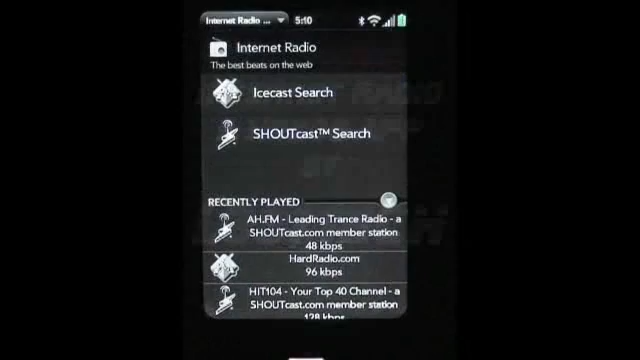 Internet Radio ...
5:10
Internet Radio
The best beats on the web
Icecast Search
SHOUTcast™ Search
RECENTLY PLAYED
AH.FM - Leading Trance Radio - a
SHOUTcast.com member station
48 kbps
HardRadio.com
96 kbps
HIT104 - Your Top 40 Channel - a
SHOUTcast.com member station
128 kbps